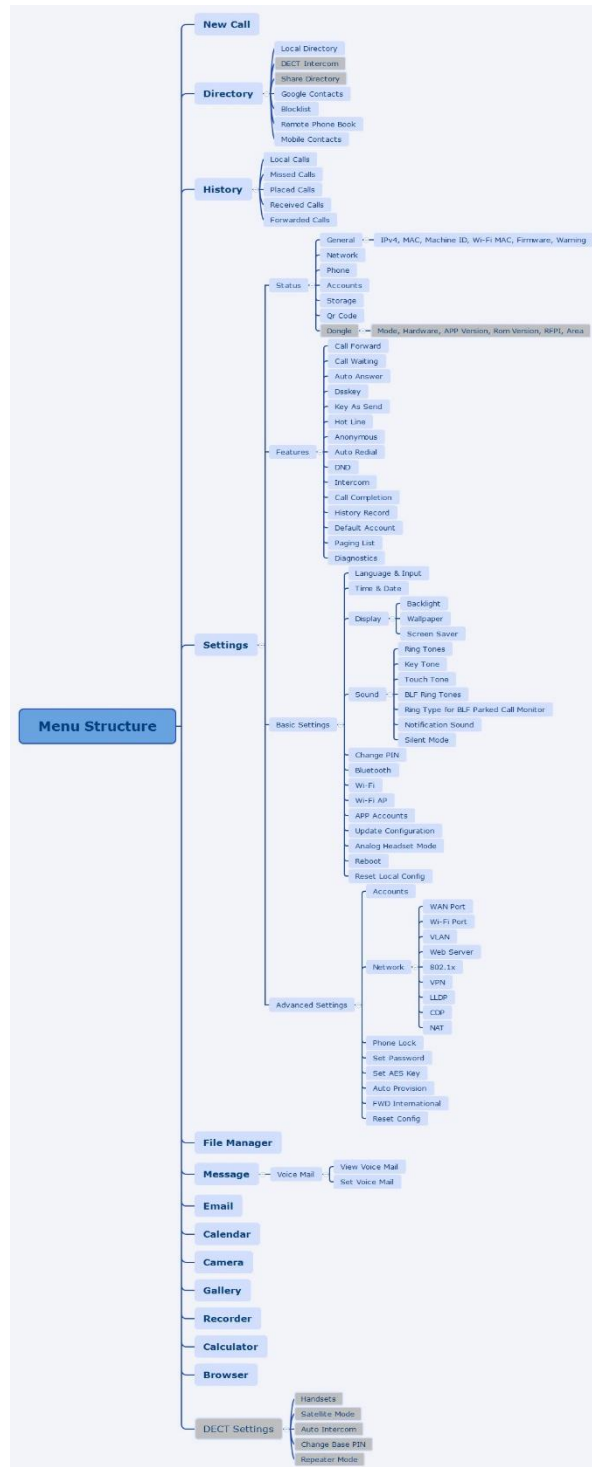 Menu Structure
New Call
Directory
Local Directory
DECT Intercom
Share Directory
Google Contacts
Blocklist
Remote Phone Book
Mobile Contacts
History
Local Calls
Missed Calls
Placed Calls
Received Calls
Forwarded Calls
Settings
Status
General
IPv4, MAC, Machine ID, Wi-Fi MAC, Firmware, Warning
Network
Phone
Accounts
Storage
Qr Code
Dongle
Mode, Hardware, APP Version, Rom Version, RFPI, Area
Features
Call Forward
Call Waiting
Auto Answer
Dsskey
Key As Send
Hot Line
Anonymous
Auto Redial
DND
Intercom
Call Completion
History Record
Default Account
Paging List
Diagnostics
Basic Settings
Language & Input
Time & Date
Display
Backlight
Wallpaper
Screen Saver
Sound
Ring Tones
Key Tone
Touch Tone
BLF Ring Tones
Ring Type for BLF Parked Call Monitor
Notification Sound
Silent Mode
Change PIN
Bluetooth
Wi-Fi
Wi-Fi AP
APP Accounts
Update Configuration
Analog Headset Mode
Reboot
Reset Local Config
Advanced Settings
Accounts
Network
WAN Port
Wi-Fi Port
VLAN
Web Server
802.1x
VPN
LLDP
CDP
NAT
Phone Lock
Set Password
Set AES Key
Auto Provision
FWD International
Reset Config
File Manager
Message
Voice Mail
View Voice Mail
Set Voice Mail
Email
Calendar
Camera
Gallery
Recorder
Calculator
Browser
DECT Settings
Handsets
Satellite Mode
Auto Intercom
Change Base PIN
Repeater Mode